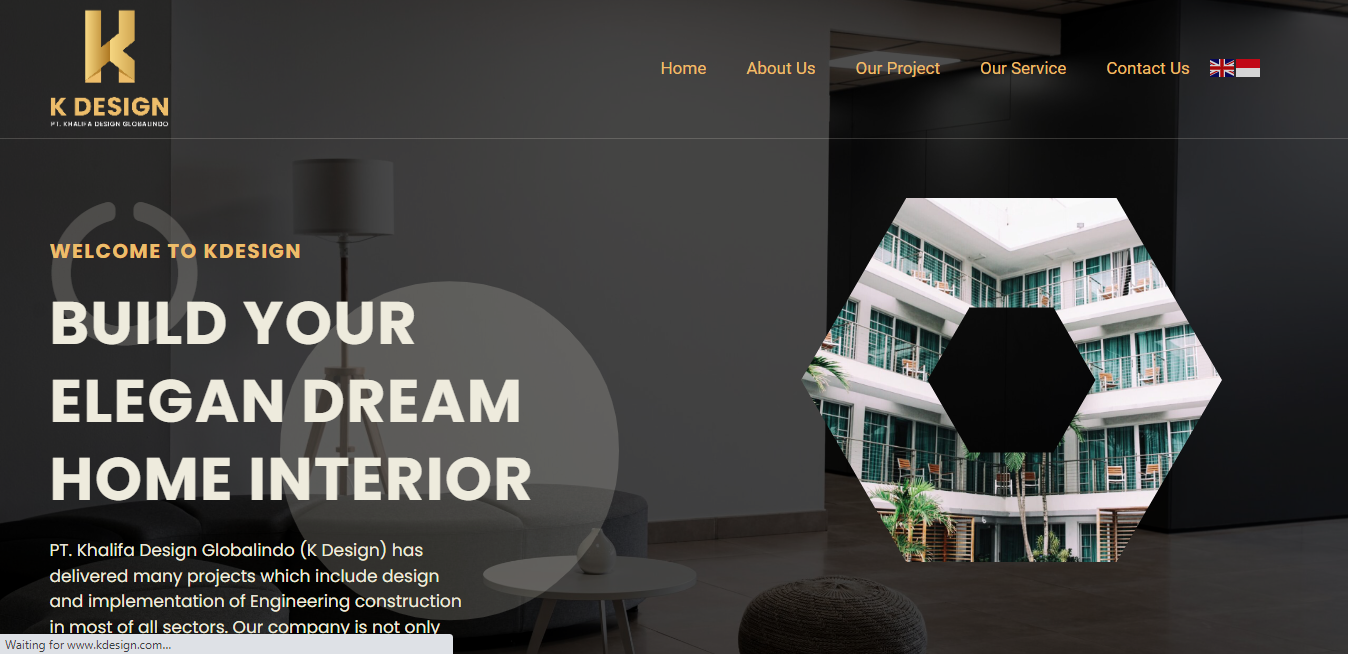 K DESIGN
PT. KHALIFA DESIGN GLOBALINDO
Home About Us Our Project Our Service Contact Us
WELCOME TO KDESIGN
BUILD YOUR
ELEGAN DREAM
HOME INTERIOR
PT. Khalifa Design Globalindo (K Design) has
delivered many projects which include design
and implementation of Engineering construction
in most of all sectors. Our company is not only
Waiting for www.kdesign.com...